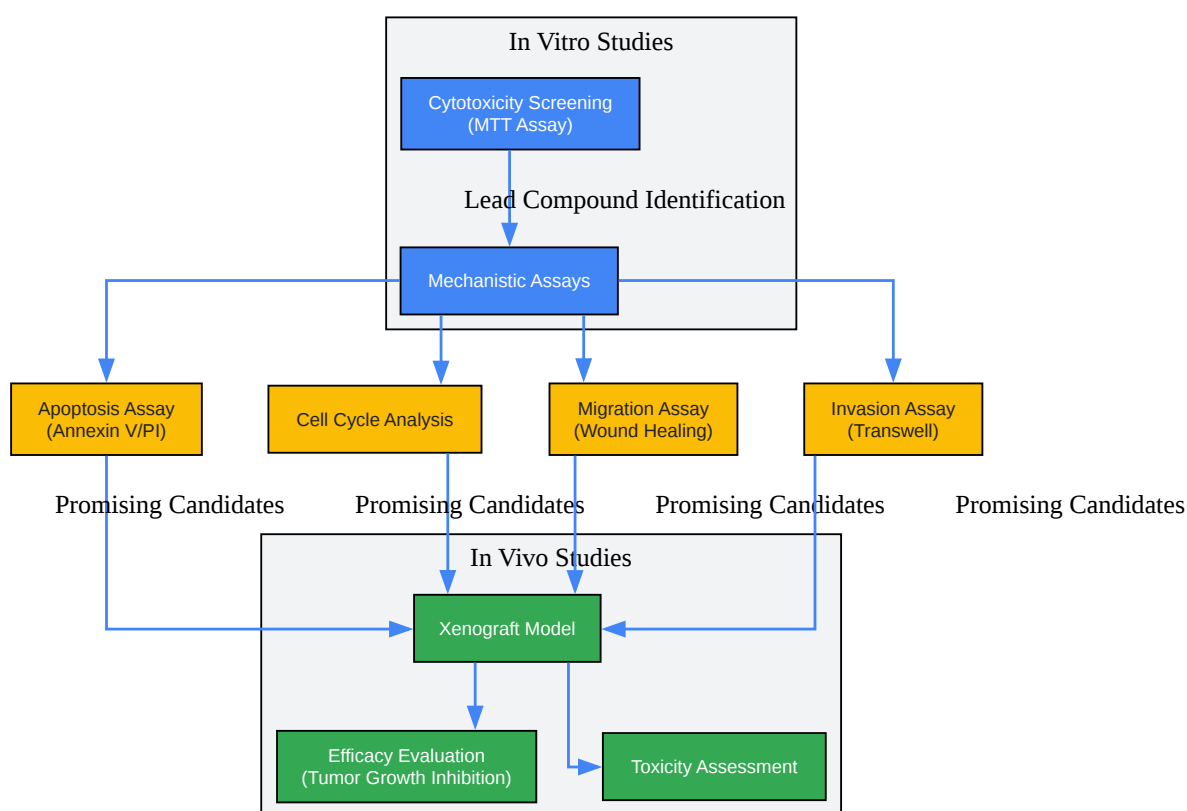 In Vitro Studies
Cytotoxicity Screening
(MTT Assay)
Lead Compound Identification
Mechanistic Assays
Apoptosis Assay
(Annexin V/PI)
Cell Cycle Analysis
Migration Assay
(Wound Healing)
Invasion Assay
(Transwell)
Promising Candidates
Promising Candidates
Promising Candidates
Promising Candidates
In Vivo Studies
Xenograft Model
Efficacy Evaluation
(Tumor Growth Inhibition)
Toxicity Assessment